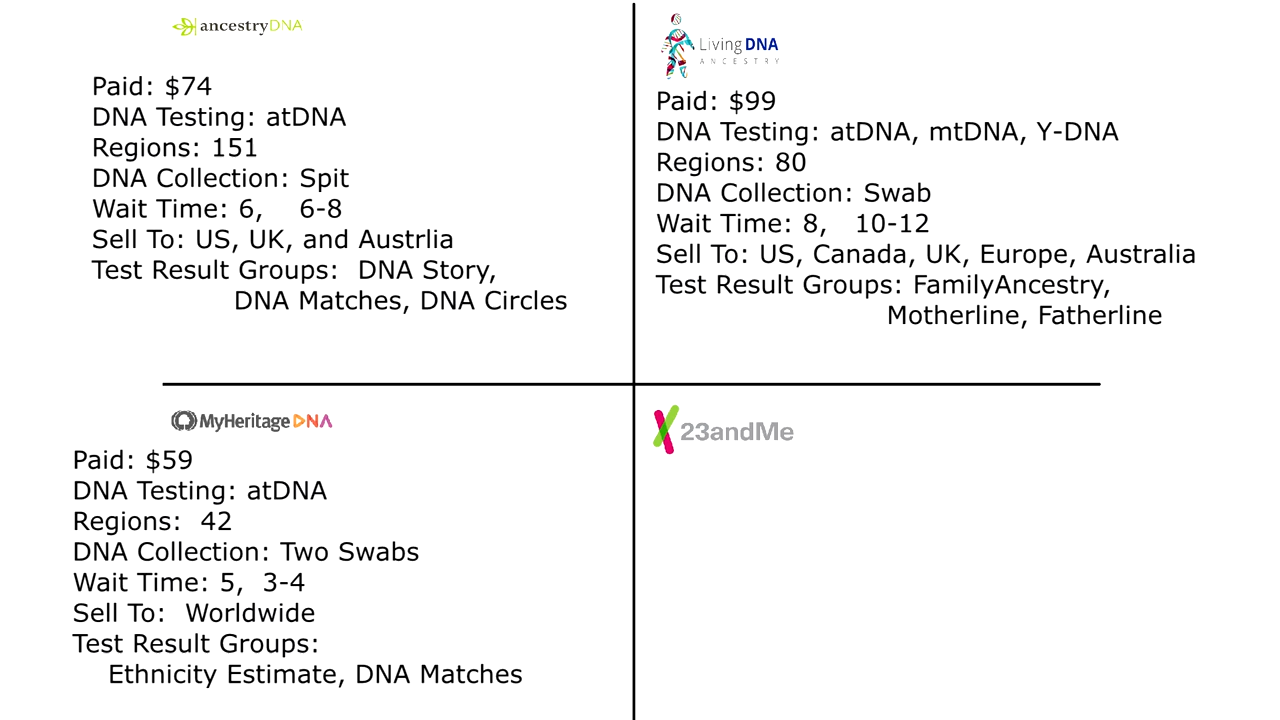 ancestryDNA
Paid: $74
DNA Testing: atDNA
Regions: 151
DNA Collection: Spit
Wait Time: 6, 6-8
Sell To: US, UK, and Austrlia
Test Result Groups: DNA Story,
DNA Matches, DNA Circles
Living DNA
ANCESTRY
Paid: $99
DNA Testing: atDNA, mtDNA, Y-DNA
Regions: 80
DNA Collection: Swab
Wait Time: 8, 10-12
Sell To: US, Canada, UK, Europe, Australia
Test Result Groups: FamilyAncestry,
Motherline, Fatherline
MyHeritage DNA
Paid: $59
DNA Testing: atDNA
Regions: 42
DNA Collection: Two Swabs
Wait Time: 5, 3-4
Sell To: Worldwide
Test Result Groups:
Ethnicity Estimate, DNA Matches
23andMe